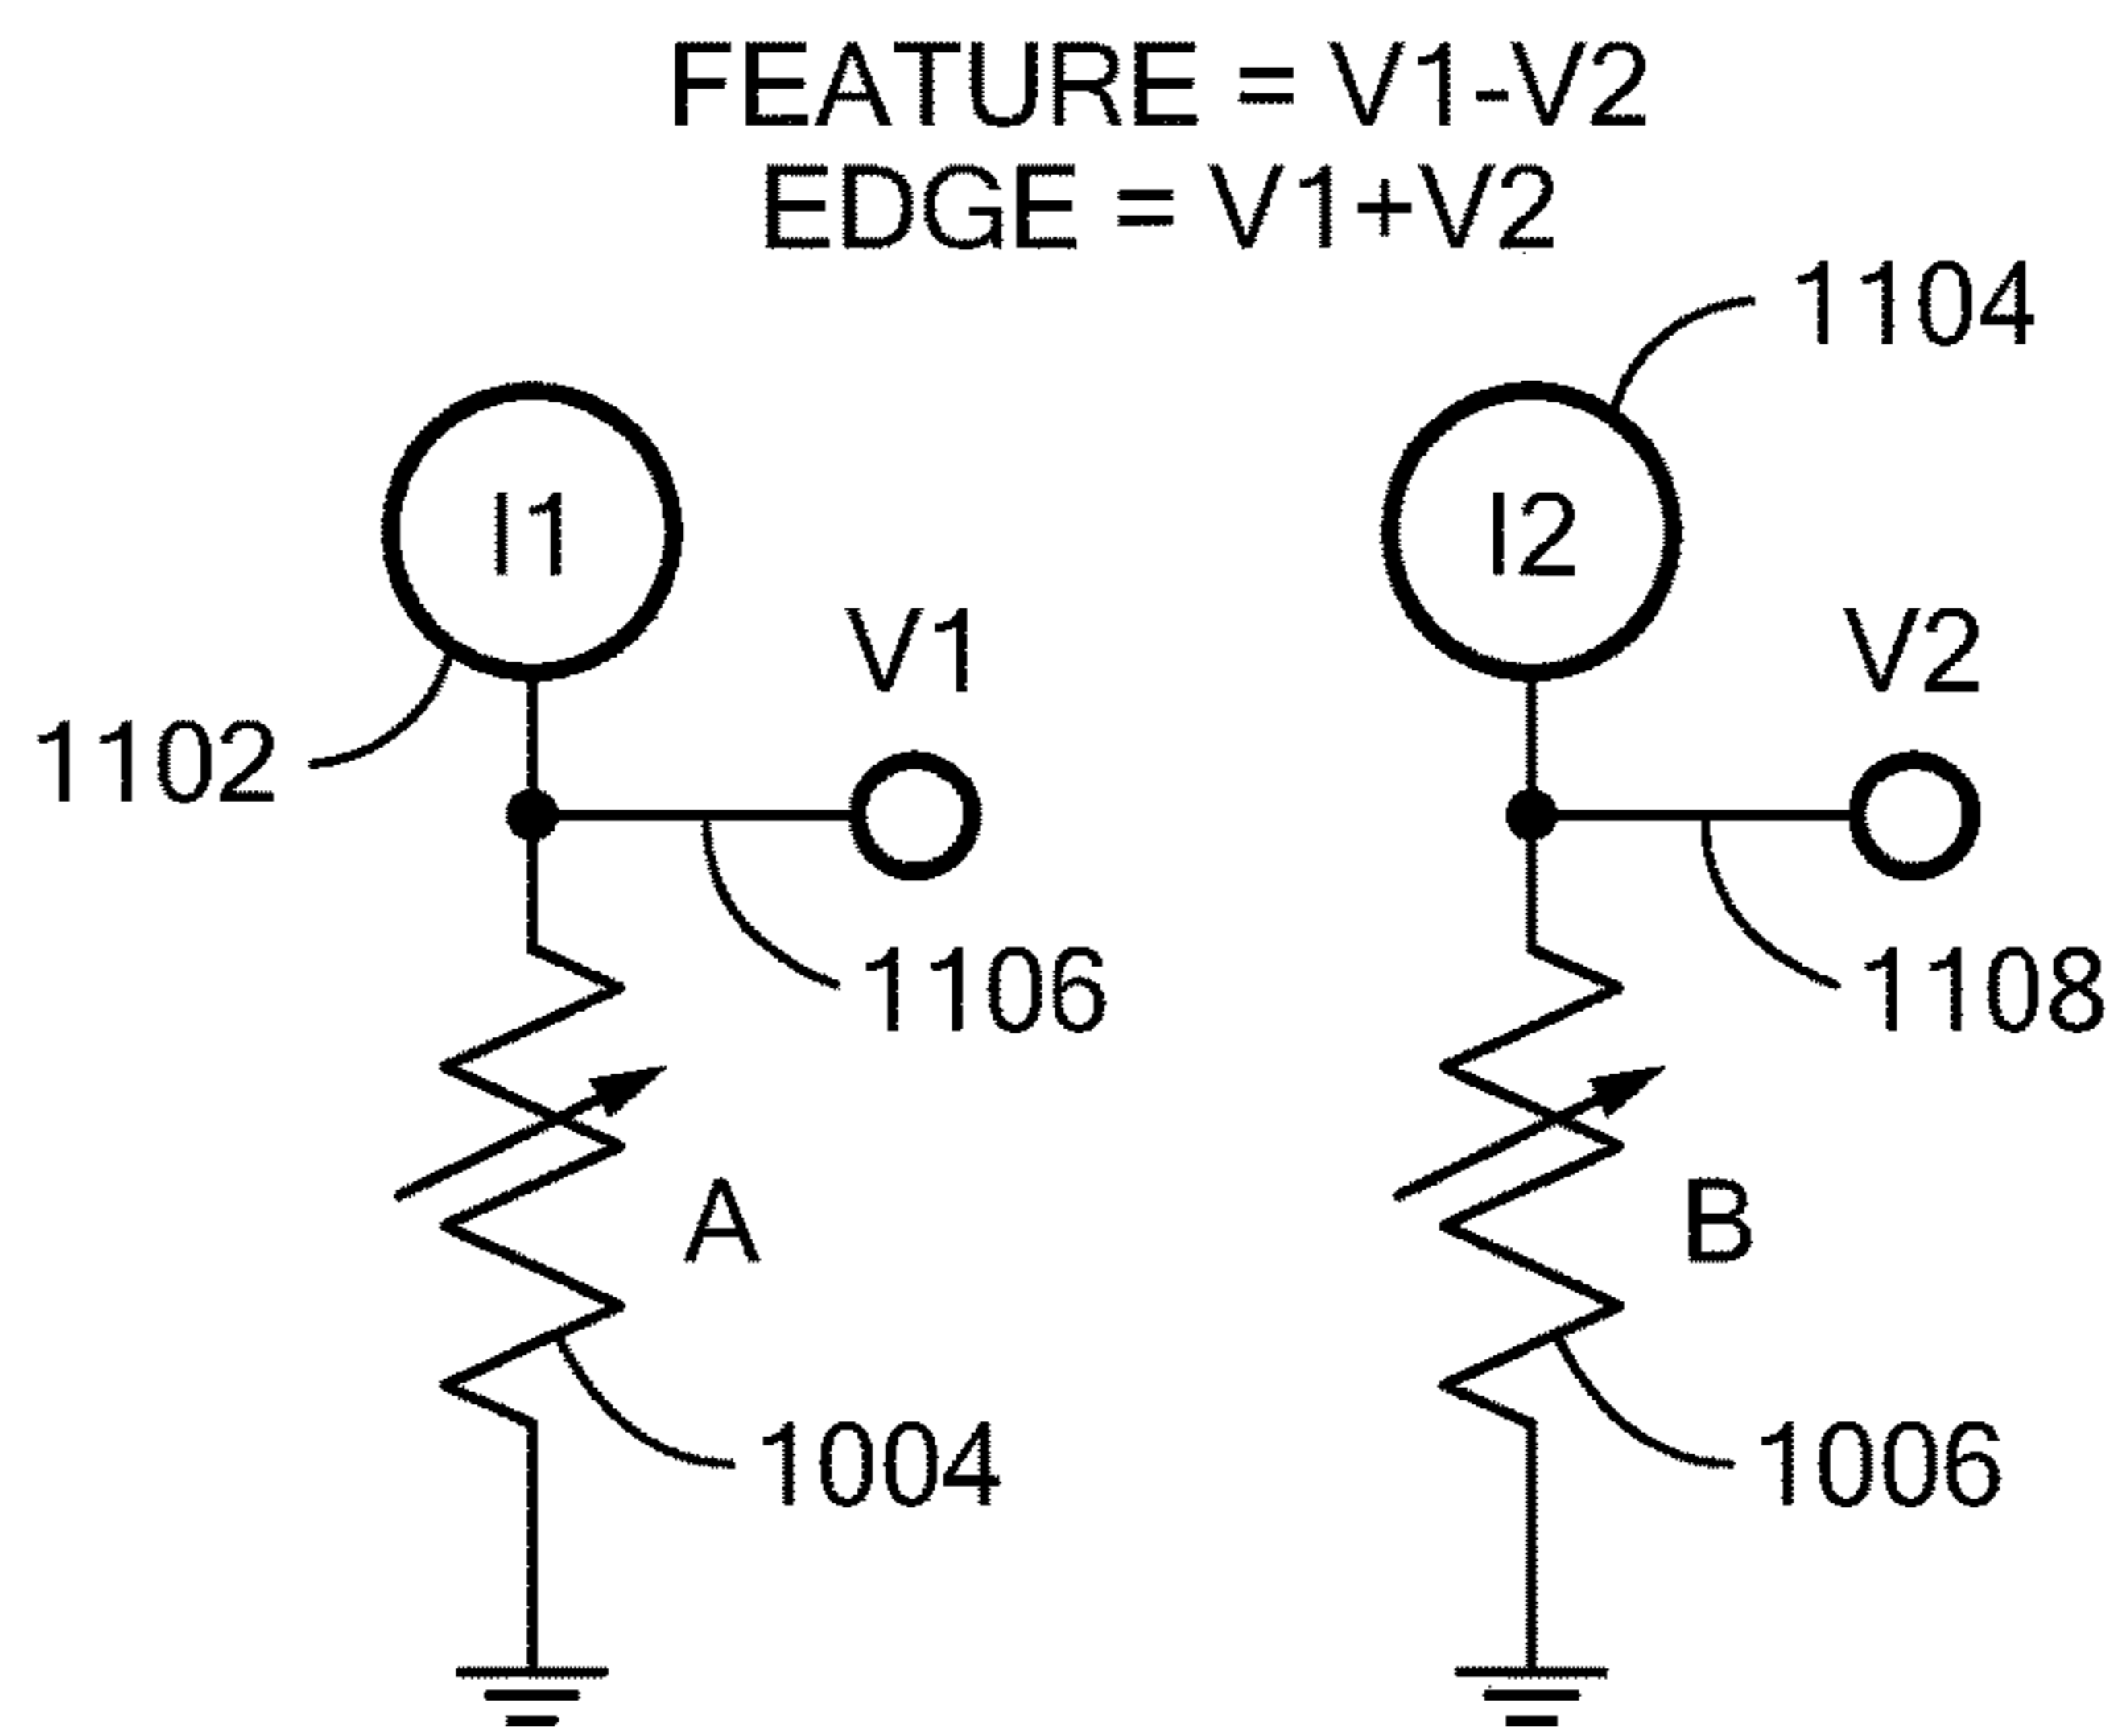 FEATURE = V1-V2
EDGE = V1+V2
1104
I1
I2
V1
V2
1102
1106
1108
A
B
1004
1006